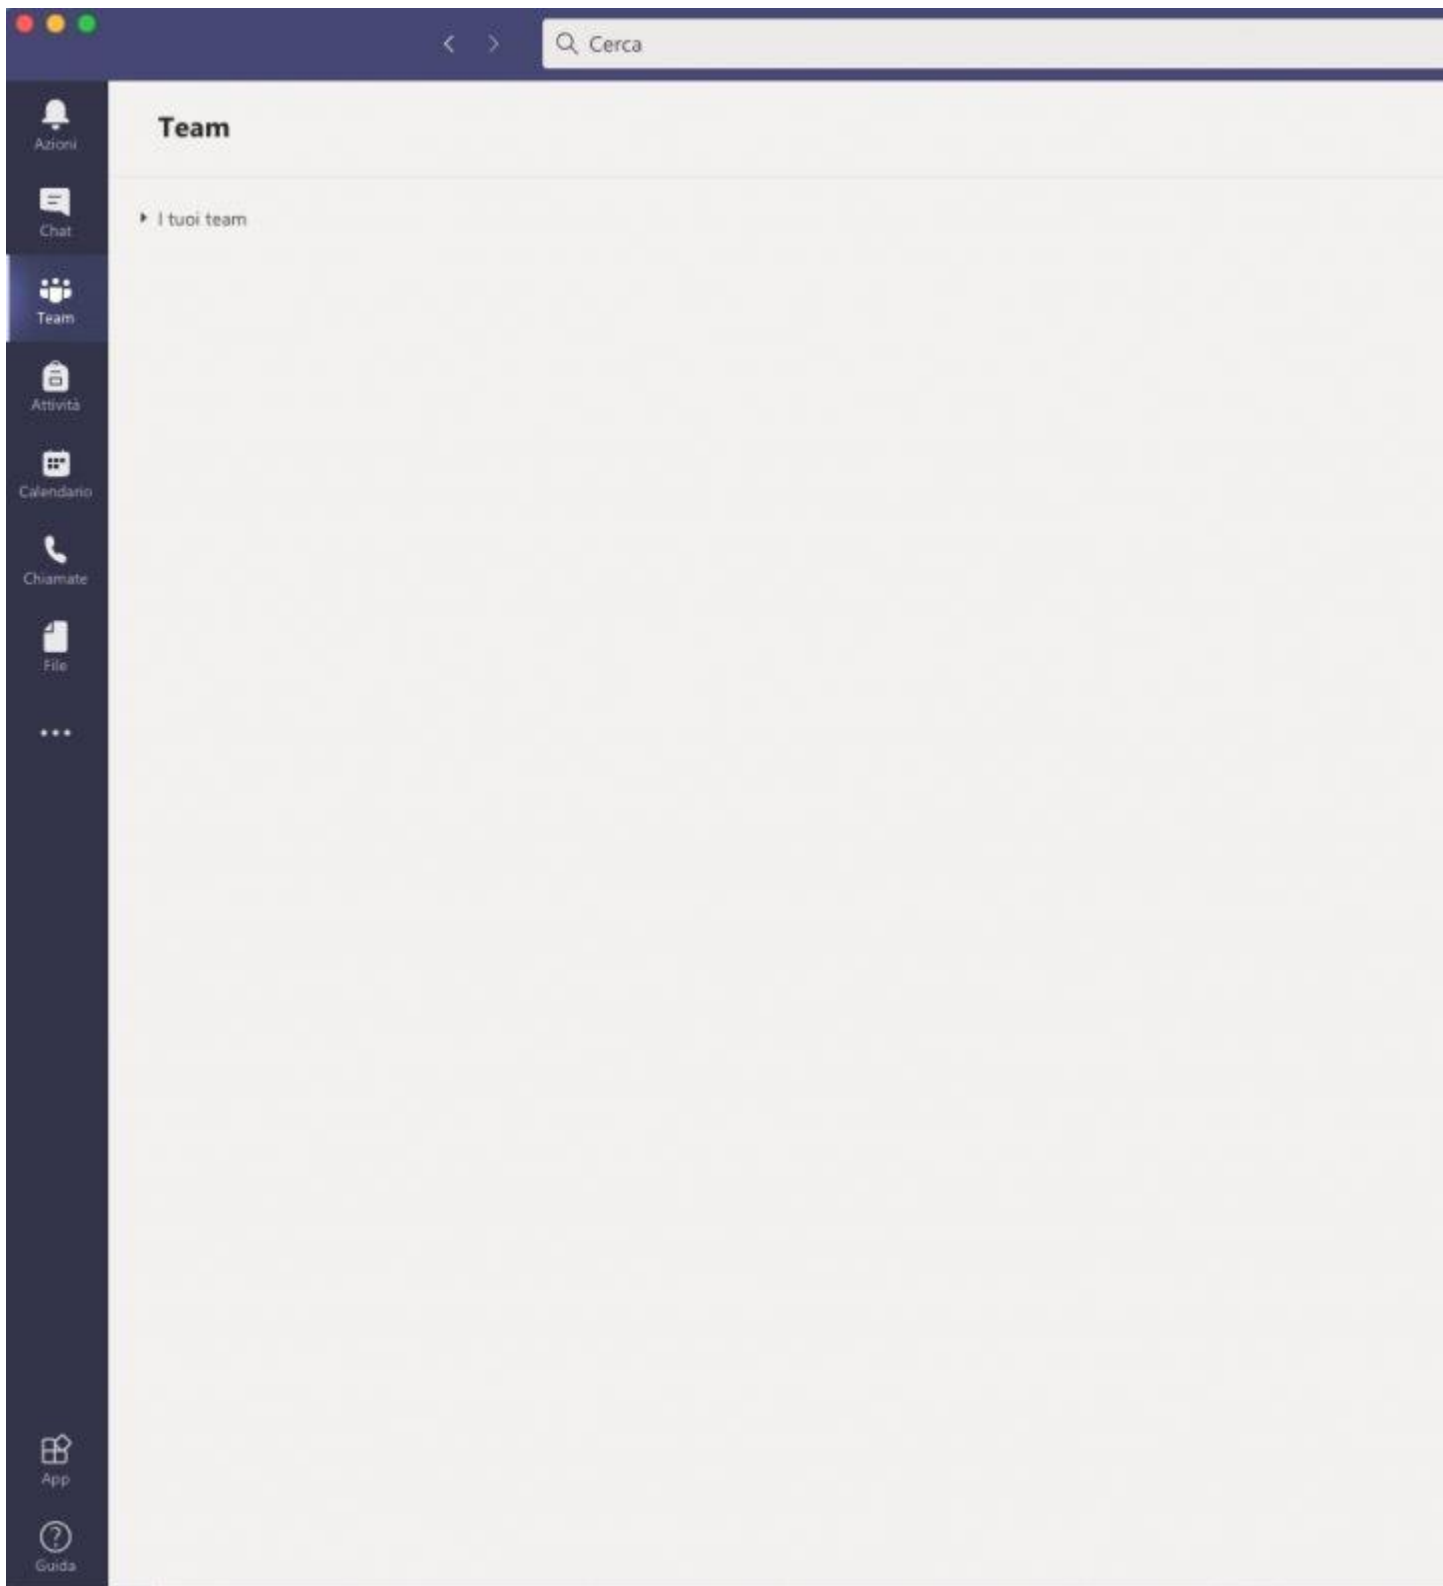 Cerca
Azioni
Team
Chat
I tuoi team
Team
Attività
Calendario
Chiamate
File
App
Guida